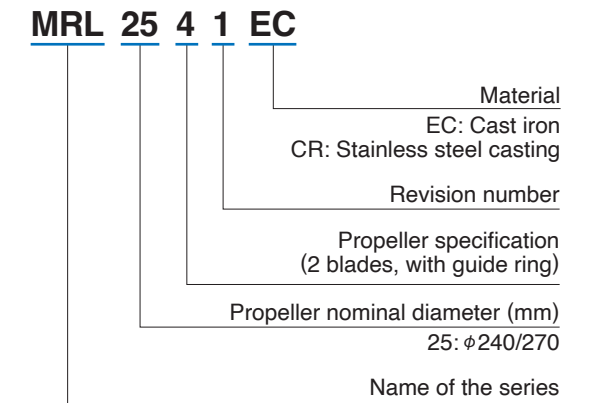 MRL 25 4 1 EC
Material
EC: Cast iron
CR: Stainless steel casting
Revision number
Propeller specification
(2 blades, with guide ring)
Propeller nominal diameter (mm)
25: φ240/270
Name of the series